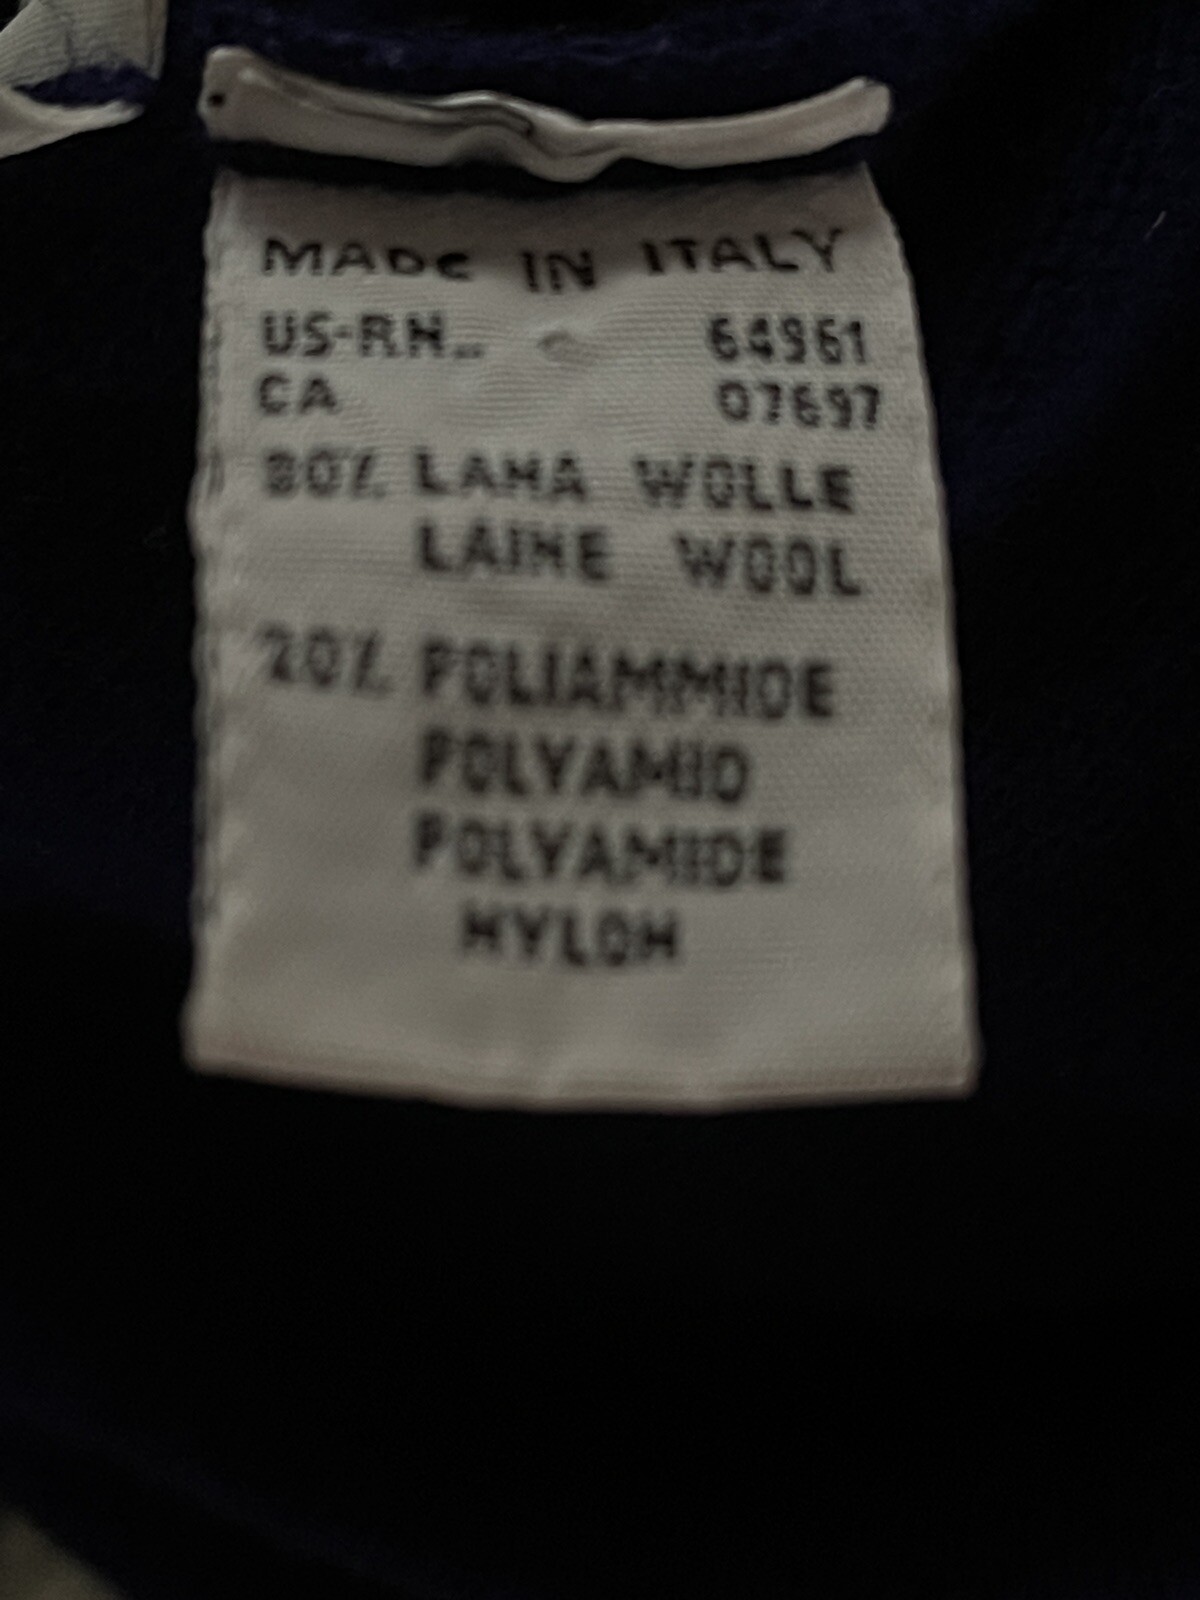 MADE IN ITALY
US-RN.. 64961
CA 07697
80% LANA WOLLE
LAINE WOOL
20% POLIAMMIDE
POLYAMID
POLYAMIDE
NYLON